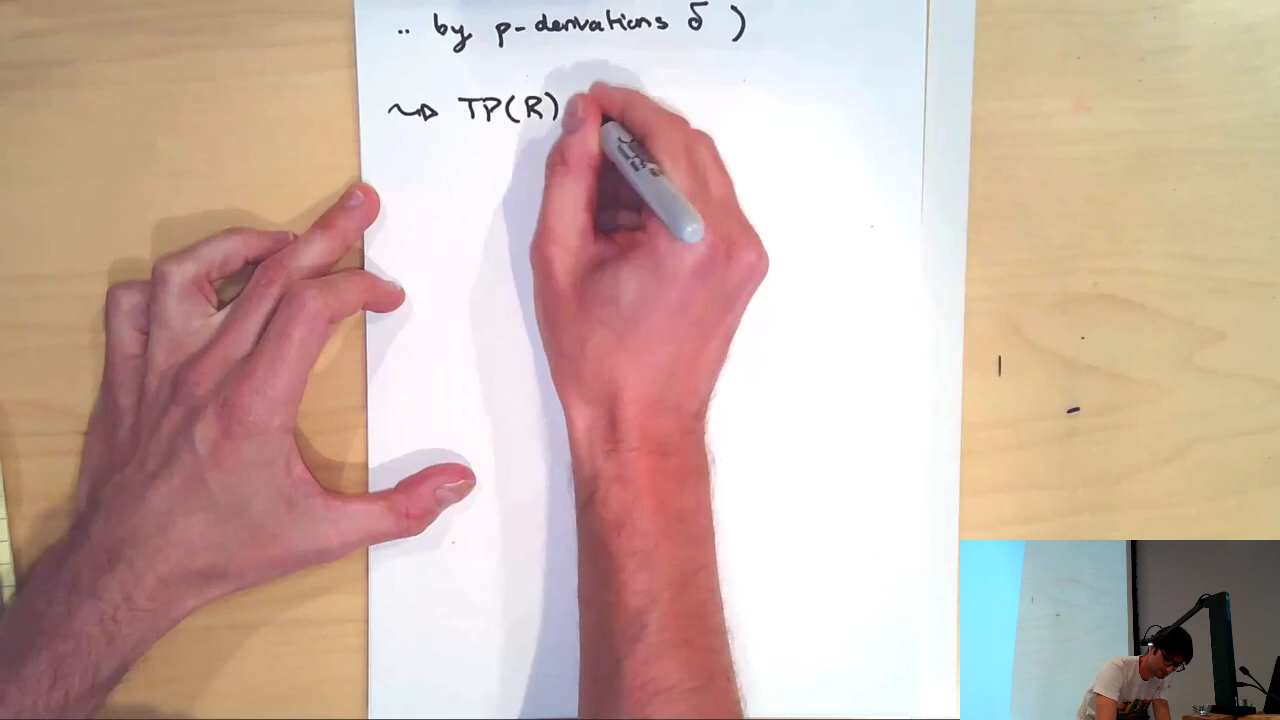 .. by p-derivations δ )
⇝ TP(R)